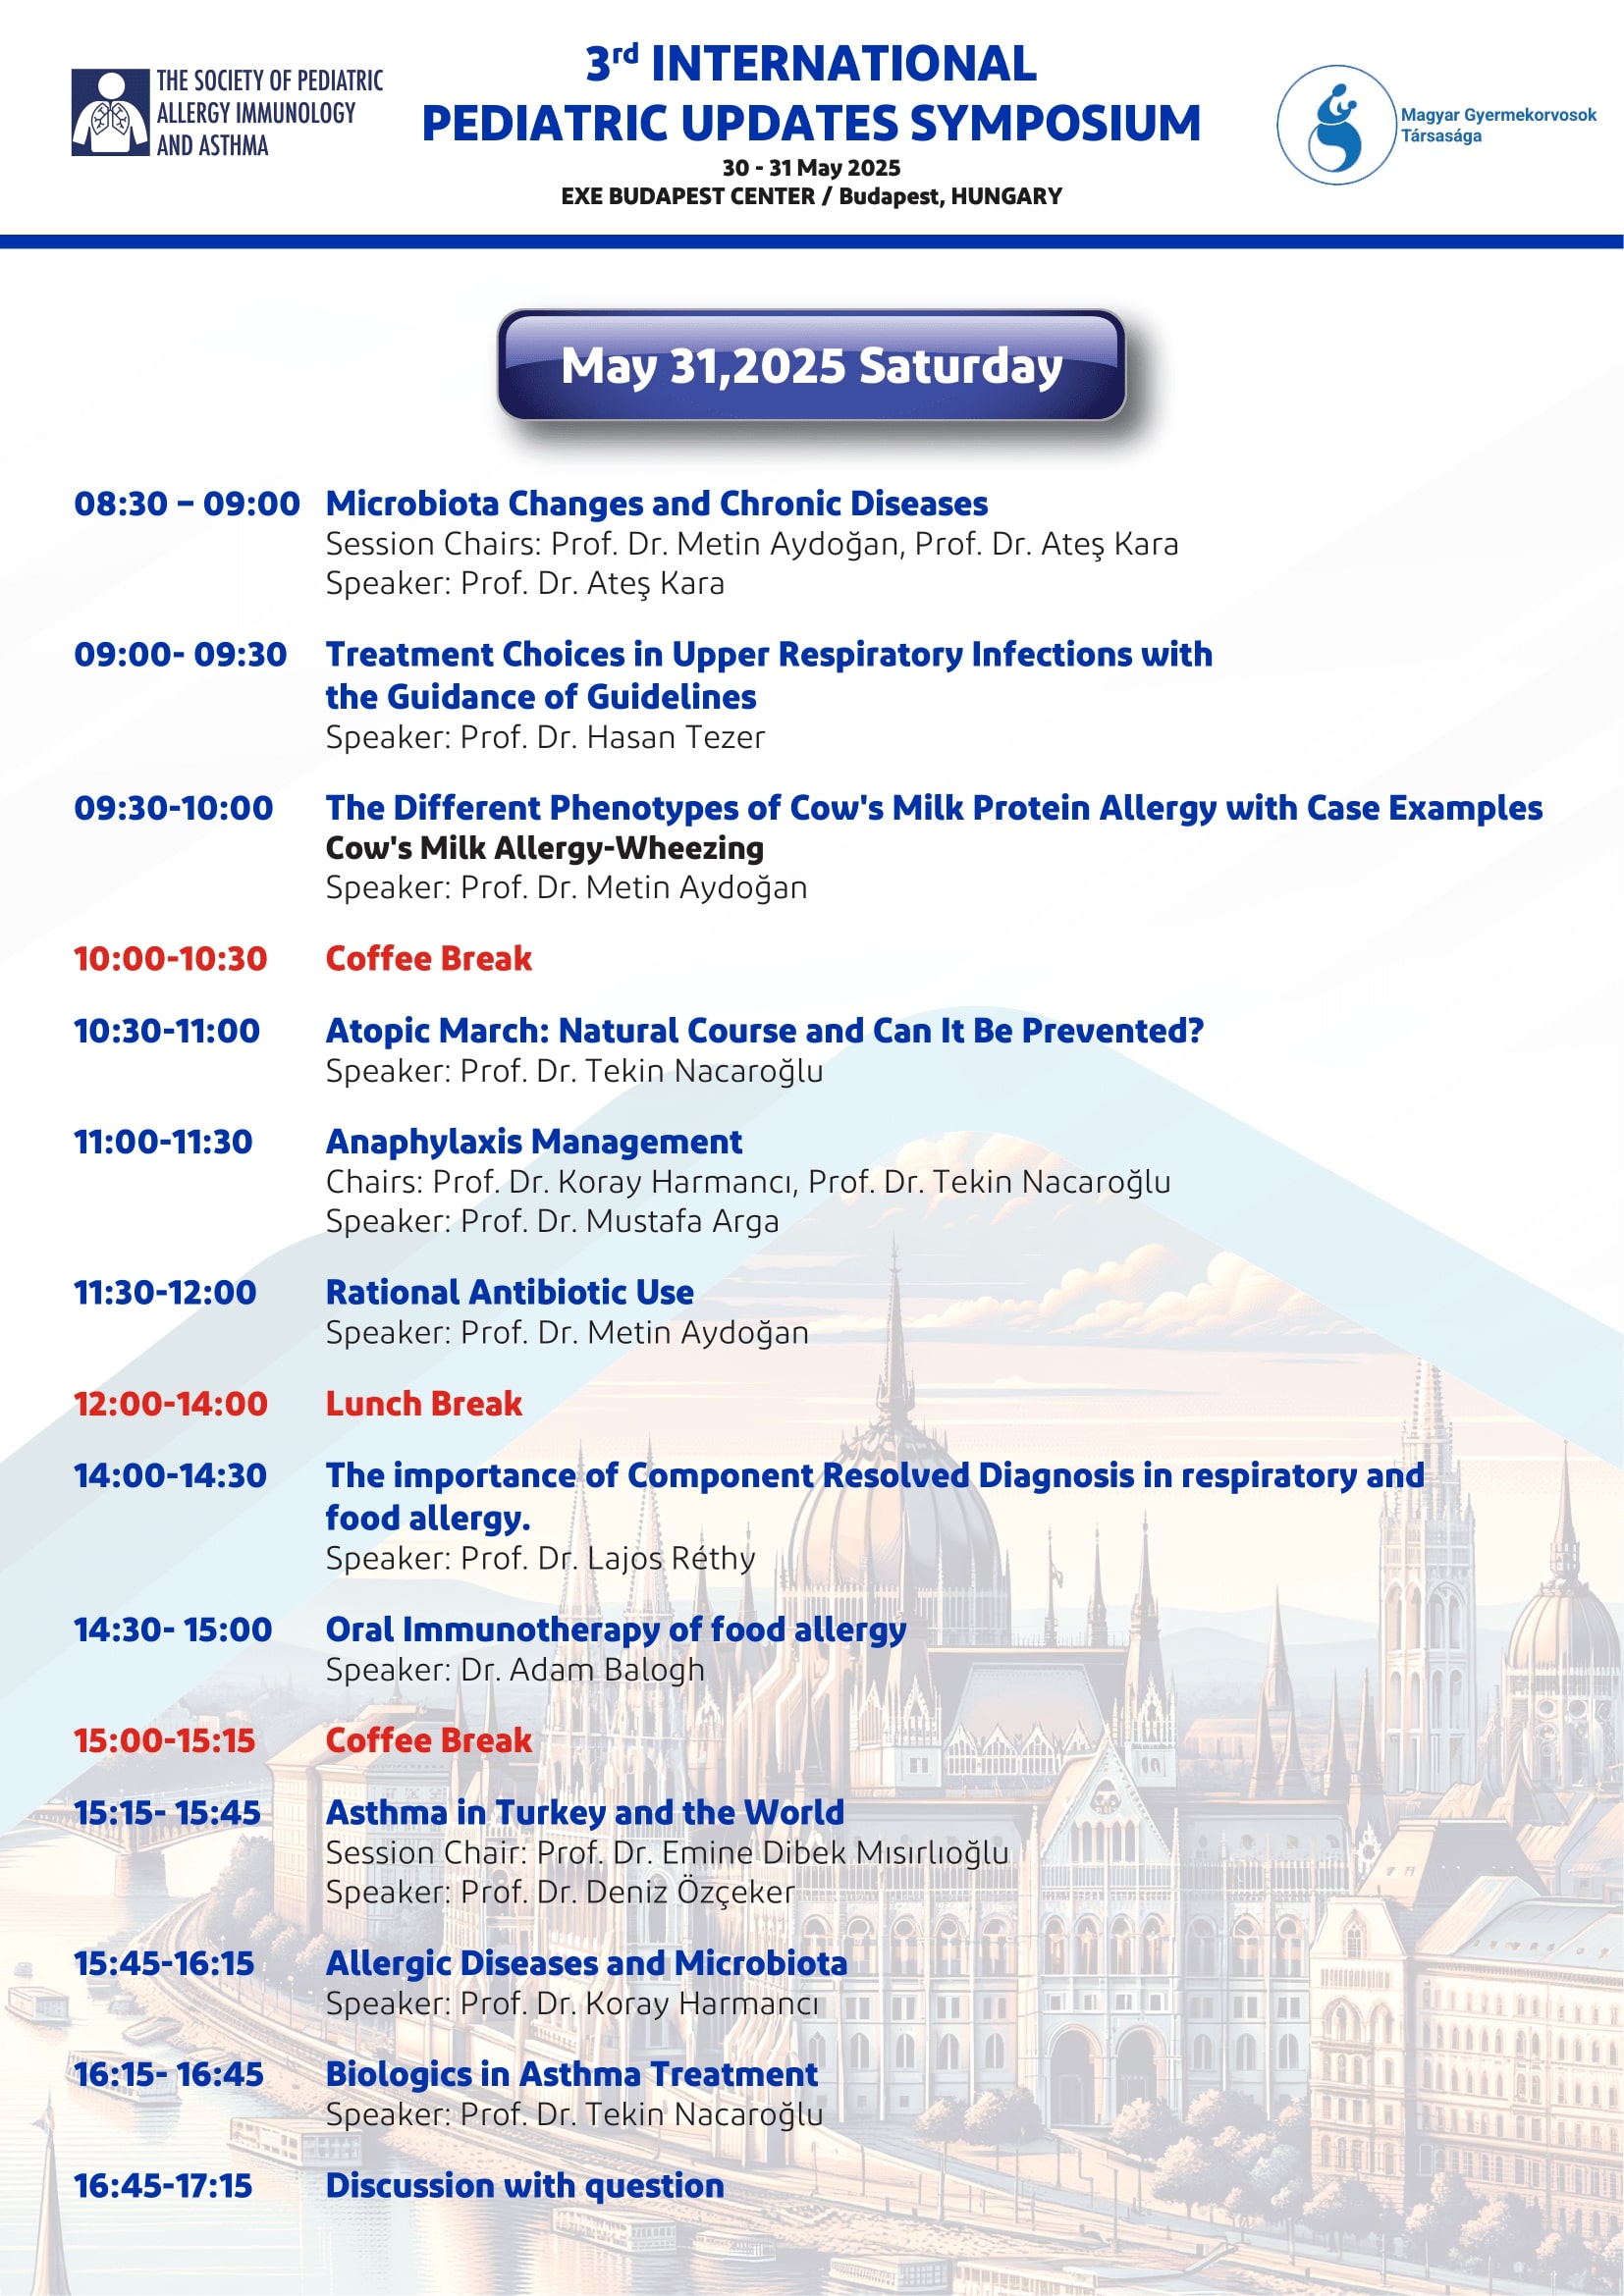 THE SOCIETY OF PEDIATRIC
ALLERGY IMMUNOLOGY
AND ASTHMA
3rd INTERNATIONAL
PEDIATRIC UPDATES SYMPOSIUM
30 - 31 May 2025
EXE BUDAPEST CENTER / Budapest, HUNGARY
Magyar Gyermekorvosok
Társasága
May 31,2025 Saturday
08:30 – 09:00 Microbiota Changes and Chronic Diseases
Session Chairs: Prof. Dr. Metin Aydoğan, Prof. Dr. Ateş Kara
Speaker: Prof. Dr. Ateş Kara
09:00- 09:30 Treatment Choices in Upper Respiratory Infections with
the Guidance of Guidelines
Speaker: Prof. Dr. Hasan Tezer
09:30-10:00 The Different Phenotypes of Cow's Milk Protein Allergy with Case Examples
Cow's Milk Allergy-Wheezing
Speaker: Prof. Dr. Metin Aydoğan
10:00-10:30 Coffee Break
10:30-11:00 Atopic March: Natural Course and Can It Be Prevented?
Speaker: Prof. Dr. Tekin Nacaroğlu
11:00-11:30 Anaphylaxis Management
Chairs: Prof. Dr. Koray Harmancı, Prof. Dr. Tekin Nacaroğlu
Speaker: Prof. Dr. Mustafa Arga
11:30-12:00 Rational Antibiotic Use
Speaker: Prof. Dr. Metin Aydoğan
12:00-14:00 Lunch Break
14:00-14:30 The importance of Component Resolved Diagnosis in respiratory and
food allergy.
Speaker: Prof. Dr. Lajos Réthy
14:30- 15:00 Oral Immunotherapy of food allergy
Speaker: Dr. Adam Balogh
15:00-15:15 Coffee Break
15:15- 15:45 Asthma in Turkey and the World
Session Chair: Prof. Dr. Emine Dibek Mısırlıoğlu
Speaker: Prof. Dr. Deniz Özçeker
15:45-16:15 Allergic Diseases and Microbiota
Speaker: Prof. Dr. Koray Harmancı
16:15- 16:45 Biologics in Asthma Treatment
Speaker: Prof. Dr. Tekin Nacaroğlu
16:45-17:15 Discussion with question